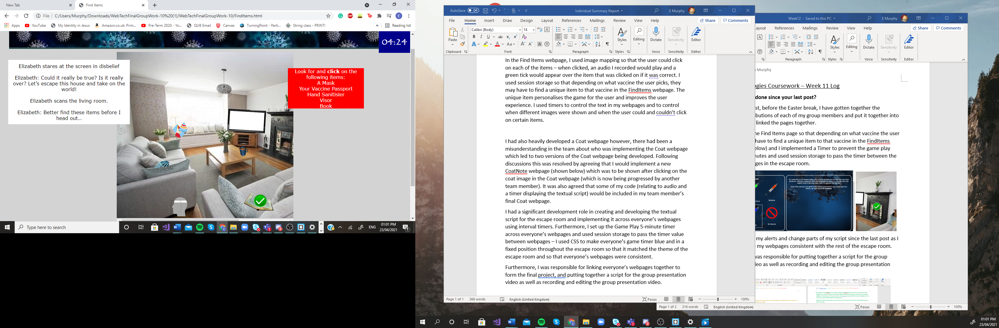 New Tab
Find Items
File
C:/Users/Murphy/Downloads/WebTechFinalGroupWork-10%20(1)/WebTechFinalGroupWork-10/FindItems.html
Apps
YouTube
My Identity in Jesus
Amazon.co.uk: Prim...
Pre-Term 2020 - Yo...
QUB Email
Canvas
TurningPoint - Parti...
String class - PRINT!
Reading list
04:24
Elizabeth stares at the screen in disbelief
Elizabeth: Could it really be true? Is it really
over? Let's escape this house and take on the
world!
Elizabeth scans the living room.
Elizabeth: Better find these items before I
head out...
Look for and click on the
following items:
A Mask
Your Vaccine Passport
Hand Sanitisier
Visor
Book
Type here to search
ENG
01:01 PM
23/04/2021
AutoSave
Off
Individual Summary Report
E Murphy
File
Home
Insert
Draw
Design
Layout
References
Mailings
Review
View
Help
Share
Comments
Paste
Calibri (Body)
14
Styles
Editing
Dictate
Sensitivity
Editor
Clipboard
Font
Paragraph
Styles
Voice
Sensitivity
Editor
In the Find Items webpage, I used image mapping so that the user could click
on each of the items – when clicked, an audio I recorded would play and a
green tick would appear over the item that was clicked on if it was correct. I
used session storage so that depending on what vaccine the user picks, they
may have to find a unique item to that vaccine in the FindItems webpage. The
unique item personalises the game for the user and improves the user
experience. I used timers to control the text in my webpages and to control
when different images were shown and when the user could and couldn't click
on certain items.
I had also heavily developed a Coat webpage however, there had been a
misunderstanding in the team about who was implementing the Coat webpage
which led to two versions of the Coat webpage being developed. Following
discussions this was resolved by agreeing that I would implement a new
CoatNote webpage (shown below) which was to be shown after clicking on the
coat image in the Coat webpage (which is now being progressed by another
team member). It was also agreed that some of my code (relating to audio and
a timer displaying the textual script) would be included in my team member's
final Coat webpage.
I had a significant development role in creating and developing the textual
script for the escape room and implementing it across everyone's webpages
using interval timers. Furthermore, I set up the Game Play 5-minute timer
across everyone's webpages and used session storage to pass the timer value
between webpages – I used CSS to make everyone's game timer blue and in a
fixed position throughout the escape room so that it matched the theme of the
escape room and so that everyone's webpages were consistent.
Furthermore, I was responsible for linking everyone's webpages together to
form the final project, and putting together a script for the group presentation
video as well as recording and editing the group presentation video.
Page 1 of 1
368 words
English (United Kingdom)
Focus
100%
Week12 - Saved to this PC
E Murphy
ayout
References
Mailings
Review
View
Help
Share
Comments
Styles
Editing
Dictate
Sensitivity
Editor
Paragraph
Styles
Voice
Sensitivity
Editor
Murphy
ogies Coursework – Week 11 Log
done since your last post?
st, before the Easter break, I have gotten together the
butions of each of my group members and put it together into
linked the pages together.
he Find Items page so that depending on what vaccine the user
have to find a unique item to that vaccine in the FindItems
elow) and I implemented a Timer to prevent the game play
nutes and used session storage to pass the timer between the
ges in the escape room.
No Vaccine
my alerts and change parts of my script since the last post as I
my webpages consistent with the rest of the escape room.
was responsible for putting together a script for the group
leo as well as recording and editing the group presentation
Page 1 of 2
216 words
English (United Kingdom)
Focus
100%
01:01 PM
23/04/2021